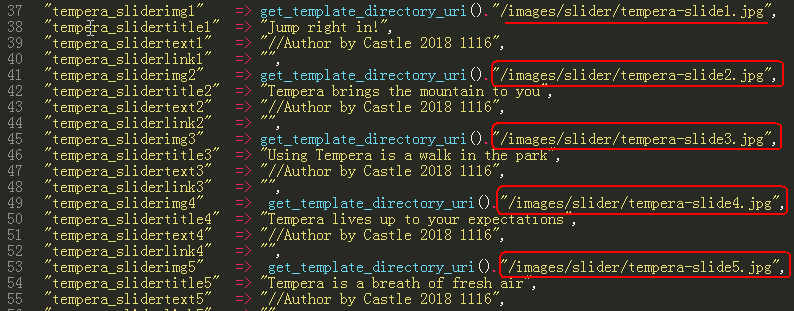 37 "tempera_sliderimg1" => get_template_directory_uri()."/images/slider/tempera-slide1.jpg",
38 "tempera_slidertitle1" => "Jump right in!",
39 "tempera_slidertext1" => "//Author by Castle 2018 1116",
40 "tempera_sliderlink1" => "",
41 "tempera_sliderimg2" => get_template_directory_uri()."/images/slider/tempera-slide2.jpg",
42 "tempera_slidertitle2" => "Tempera brings the mountain to you",
43 "tempera_slidertext2" => "//Author by Castle 2018 1116",
44 "tempera_sliderlink2" => "",
45 "tempera_sliderimg3" => get_template_directory_uri()."/images/slider/tempera-slide3.jpg",
46 "tempera_slidertitle3" => "Using Tempera is a walk in the park",
47 "tempera_slidertext3" => "//Author by Castle 2018 1116",
48 "tempera_sliderlink3" => "",
49 "tempera_sliderimg4" => get_template_directory_uri()."/images/slider/tempera-slide4.jpg",
50 "tempera_slidertitle4" => "Tempera lives up to your expectations",
51 "tempera_slidertext4" => "//Author by Castle 2018 1116",
52 "tempera_sliderlink4" => "",
53 "tempera_sliderimg5" => get_template_directory_uri()."/images/slider/tempera-slide5.jpg",
54 "tempera_slidertitle5" => "Tempera is a breath of fresh air",
55 "tempera_slidertext5" => "//Author by Castle 2018 1116",